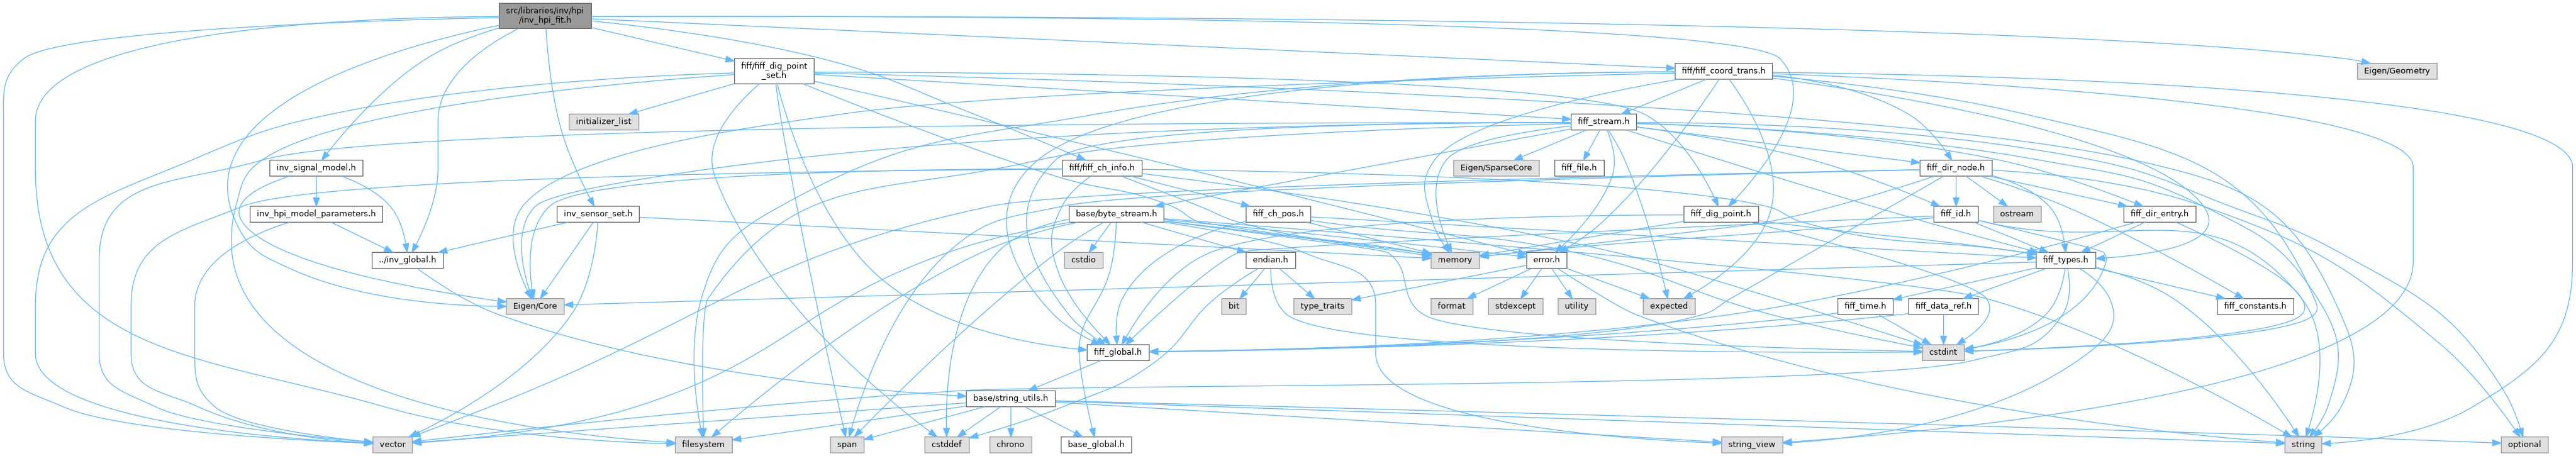 src/libraries/inv/hpi
/inv_hpi_fit.h
fiff/fiff_dig_point
_set.h
fiff/fiff_coord_trans.h
Eigen/Geometry
initializer_list
fiff_stream.h
inv_signal_model.h
fiff/fiff_ch_info.h
Eigen/SparseCore
fiff_file.h
fiff_dir_node.h
inv_hpi_model_parameters.h
inv_sensor_set.h
base/byte_stream.h
fiff_ch_pos.h
fiff_dig_point.h
fiff_id.h
ostream
fiff_dir_entry.h
../inv_global.h
cstdio
endian.h
memory
error.h
fiff_types.h
Eigen/Core
bit
type_traits
format
stdexcept
utility
expected
fiff_time.h
fiff_data_ref.h
fiff_constants.h
fiff_global.h
cstdint
base/string_utils.h
vector
filesystem
span
cstddef
chrono
base_global.h
string_view
string
optional